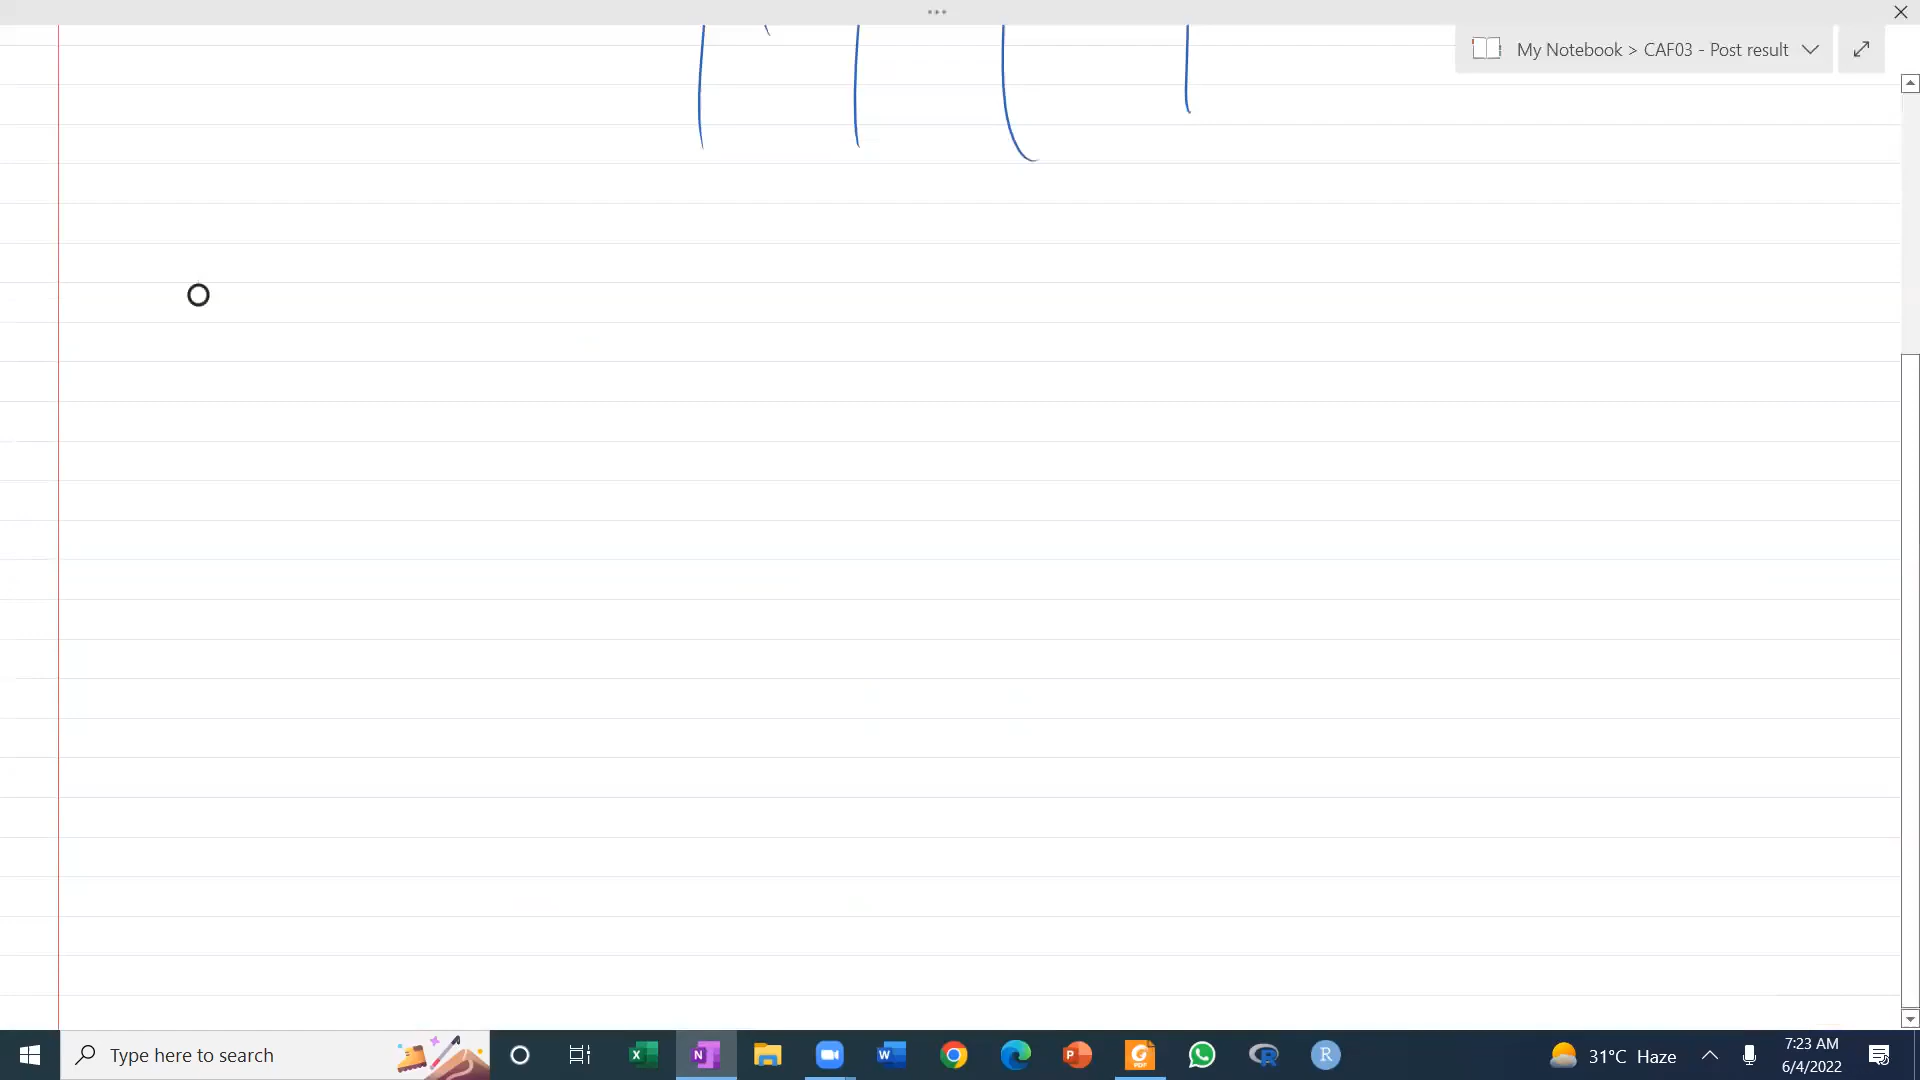 My Notebook > CAF03 - Post result
Type here to search
31°C Haze
7:23 AM
6/4/2022